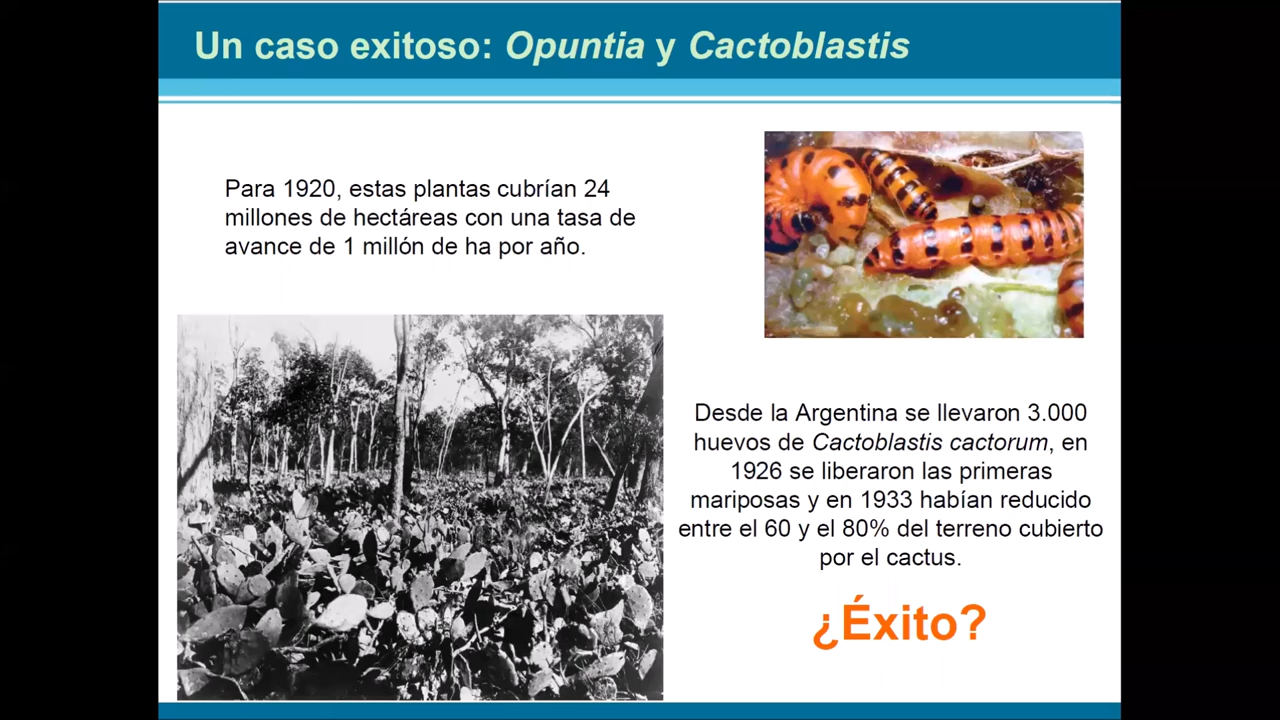 Un caso exitoso: Opuntia y Cactoblastis
Para 1920, estas plantas cubrían 24
millones de hectáreas con una tasa de
avance de 1 millón de ha por año.
Desde la Argentina se llevaron 3.000
huevos de Cactoblastis cactorum, en
1926 se liberaron las primeras
mariposas y en 1933 habían reducido
entre el 60 y el 80% del terreno cubierto
por el cactus.
¿Éxito?